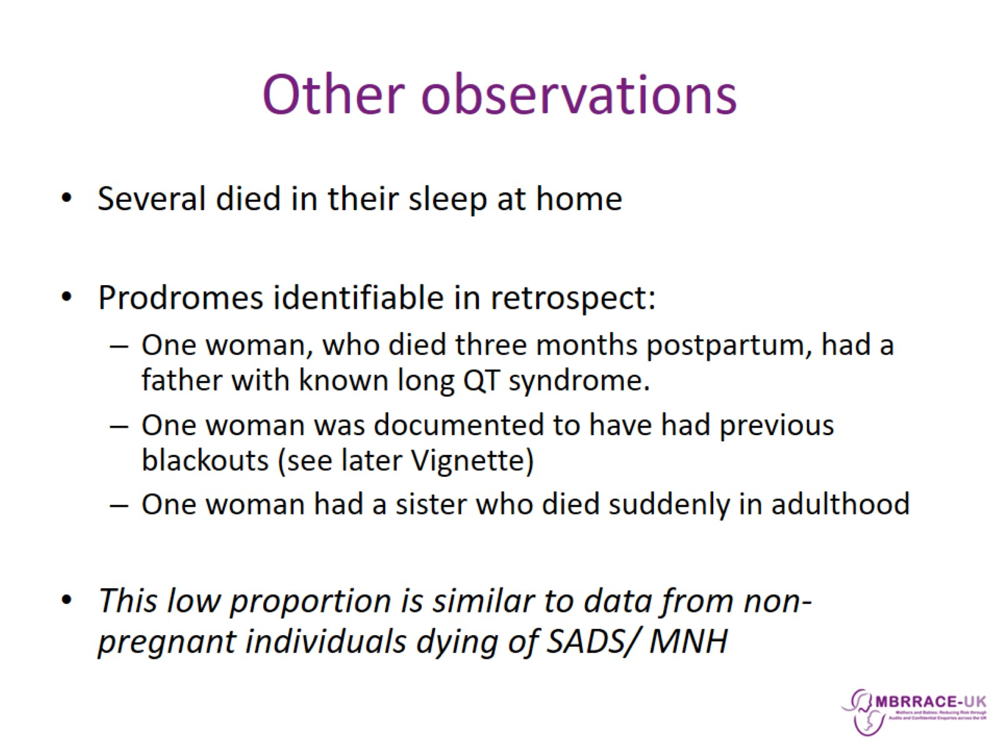 Other observations
• Several died in their sleep at home
• Prodromes identifiable in retrospect:
– One woman, who died three months postpartum, had a
father with known long QT syndrome.
– One woman was documented to have had previous
blackouts (see later Vignette)
– One woman had a sister who died suddenly in adulthood
• This low proportion is similar to data from non-
pregnant individuals dying of SADS/ MNH
MBRRACE-UK
Mothers and Babies: Reducing Risk through
Audits and Confidential Enquiries across the UK